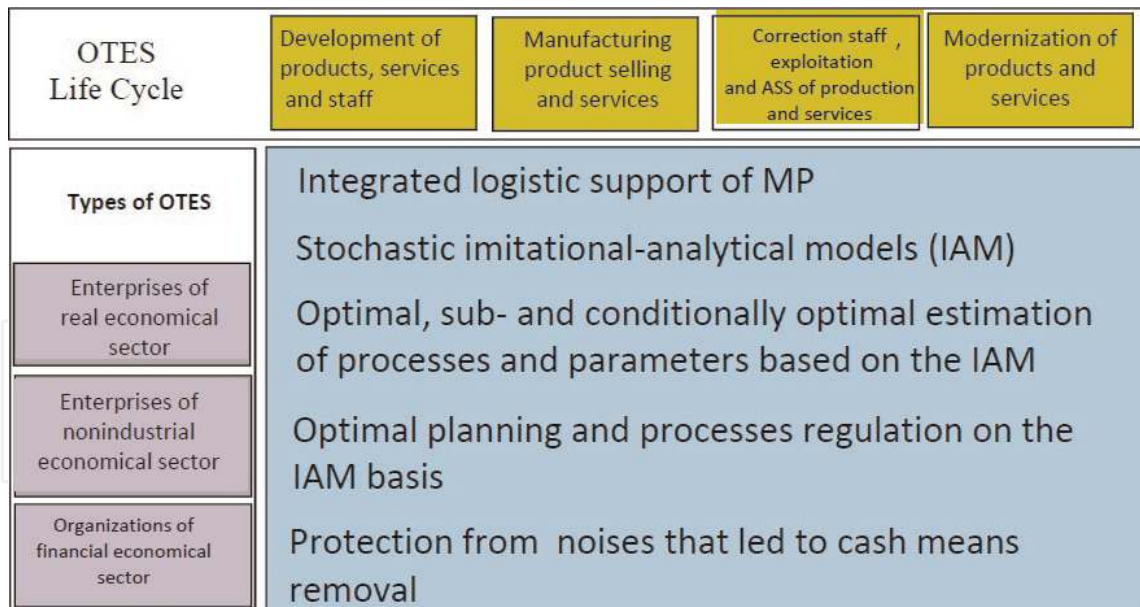 OTES
Life Cycle
Development of
products, services
and staff
Manufacturing
product selling
and services
Correction staff ,
exploitation
and ASS of production
and services
Modernization of
products and
services
Types of OTES
Enterprises of
real economical
sector
Enterprises of
nonindustrial
economical sector
Organizations of
financial economical
sector
Integrated logistic support of MP
Stochastic imitational-analytical models (IAM)
Optimal, sub- and conditionally optimal estimation
of processes and parameters based on the IAM
Optimal planning and processes regulation on the
IAM basis
Protection from noises that led to cash means
removal